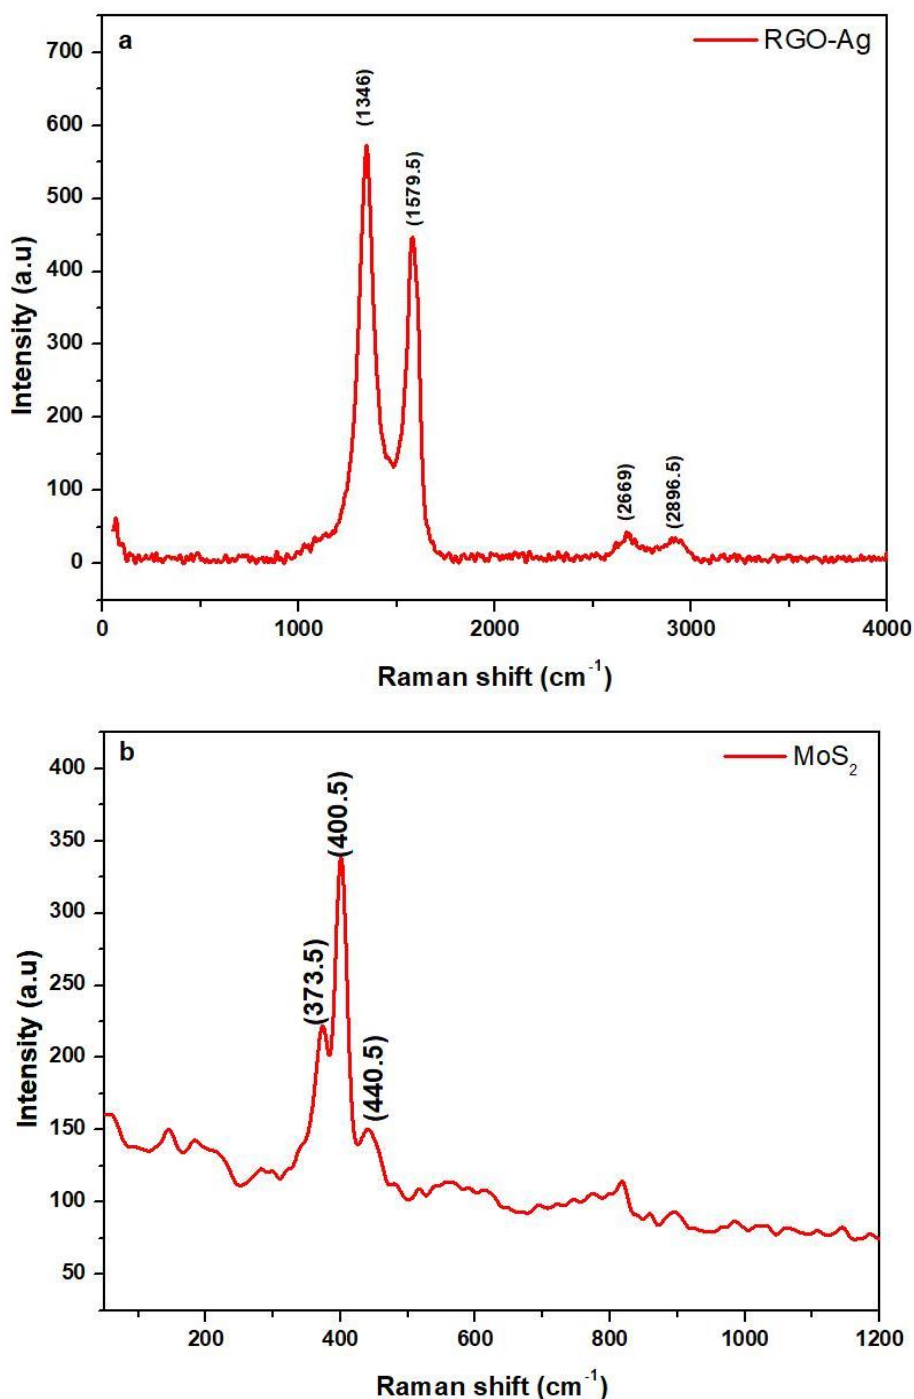 a
RGO-Ag
700
600
500
400
300
200
100
0
Intensity (a.u)
(1346)
(1579.5)
(2669)
(2896.5)
0 1000 2000 3000 4000
Raman shift (cm⁻¹)
b
MoS₂
400
350
300
250
200
150
100
50
Intensity (a.u)
(373.5)
(400.5)
(440.5)
200 400 600 800 1000 1200
Raman shift (cm⁻¹)